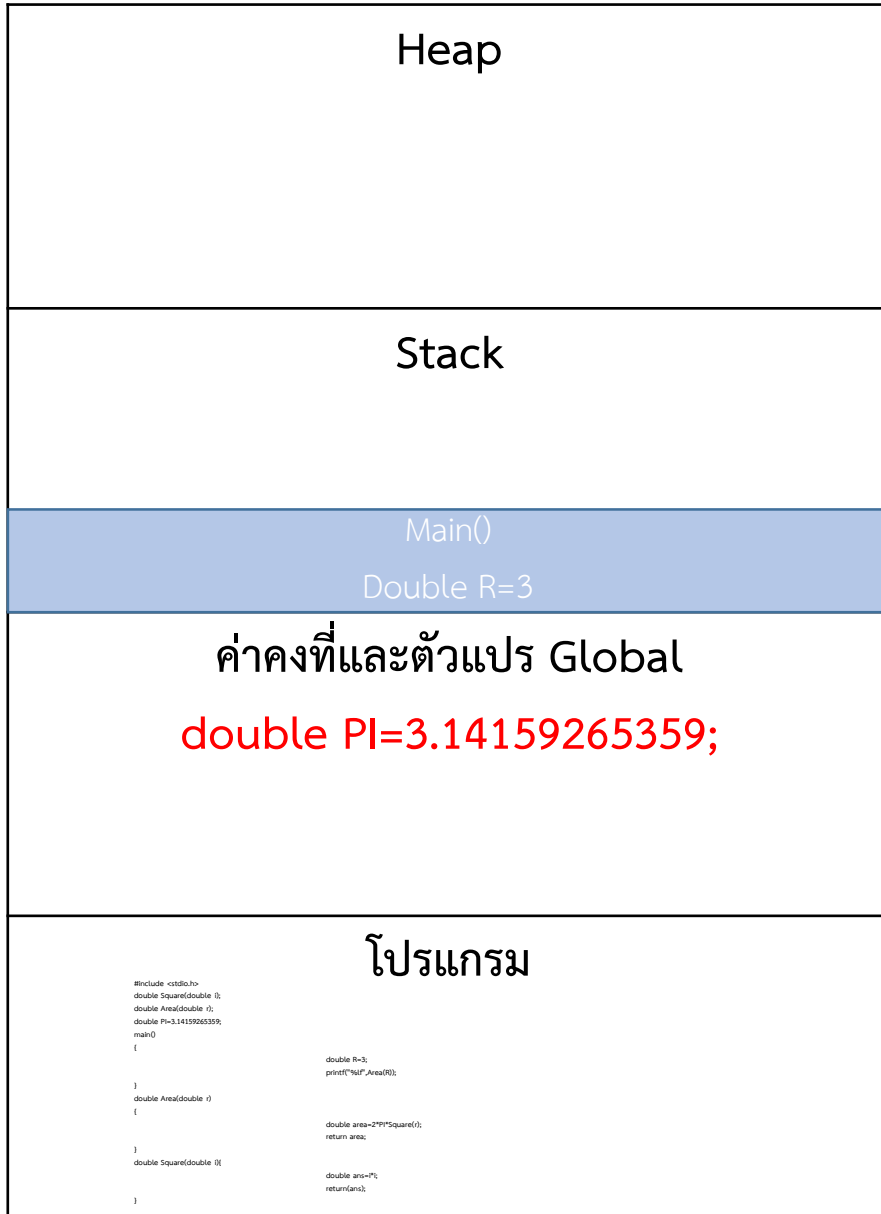 Heap
Stack
Main()
Double R=3
ค่าคงที่และตัวแปร Global
double PI=3.14159265359;
โปรแกรม
#include <stdio.h>
double Square(double i);
double Area(double r);
double PI=3.14159265359;
main()
{
double R=3;
printf("%lf",Area(R));
}
double Area(double r)
{
double area=2*PI*Square(r);
return area;
}
double Square(double i){
double ans=i*i;
return(ans);
}